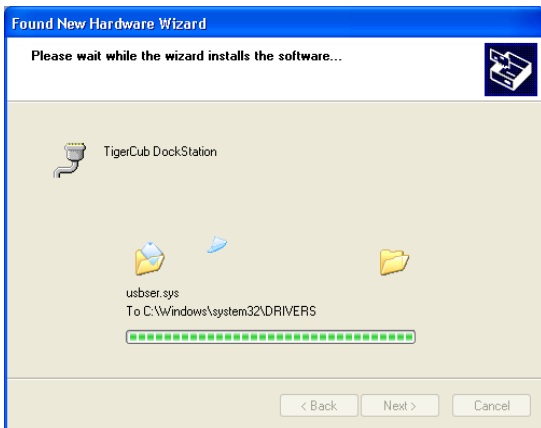 Found New Hardware Wizard
Please wait while the wizard installs the software...
TigerCub DockStation
usbser.sys
To C:\Windows\system32\DRIVERS
< Back Next > Cancel